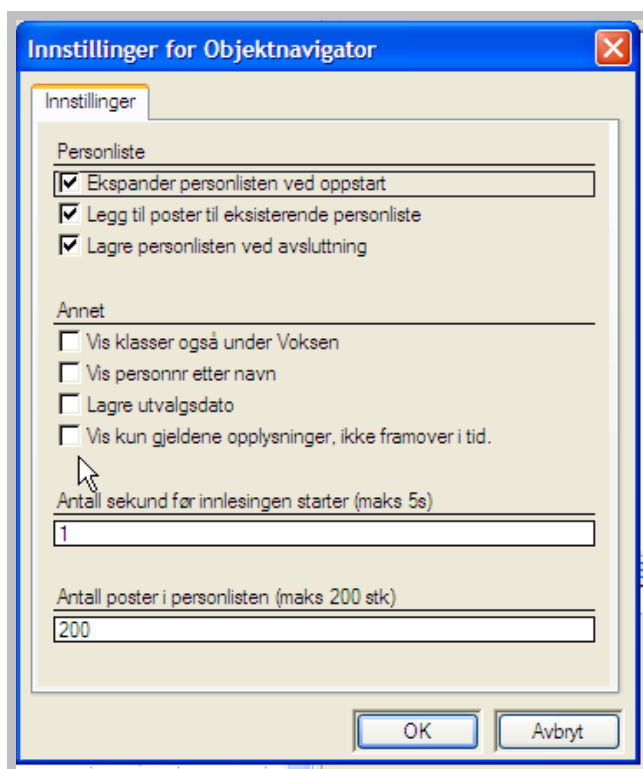 Innstillinger for Objektnavigator
Innstillinger
Personliste
Ekspander personlisten ved oppstart
Legg til poster til eksisterende personliste
Lagre personlisten ved avsluttning
Annet
Vis klasser også under Voksen
Vis personnr etter navn
Lagre utvalgsdato
Vis kun gjeldene opplysninger, ikke framover i tid.
Antall sekund før innlesingen starter (maks 5s)
1
Antall poster i personlisten (maks 200 stk)
200
OK Avbryt